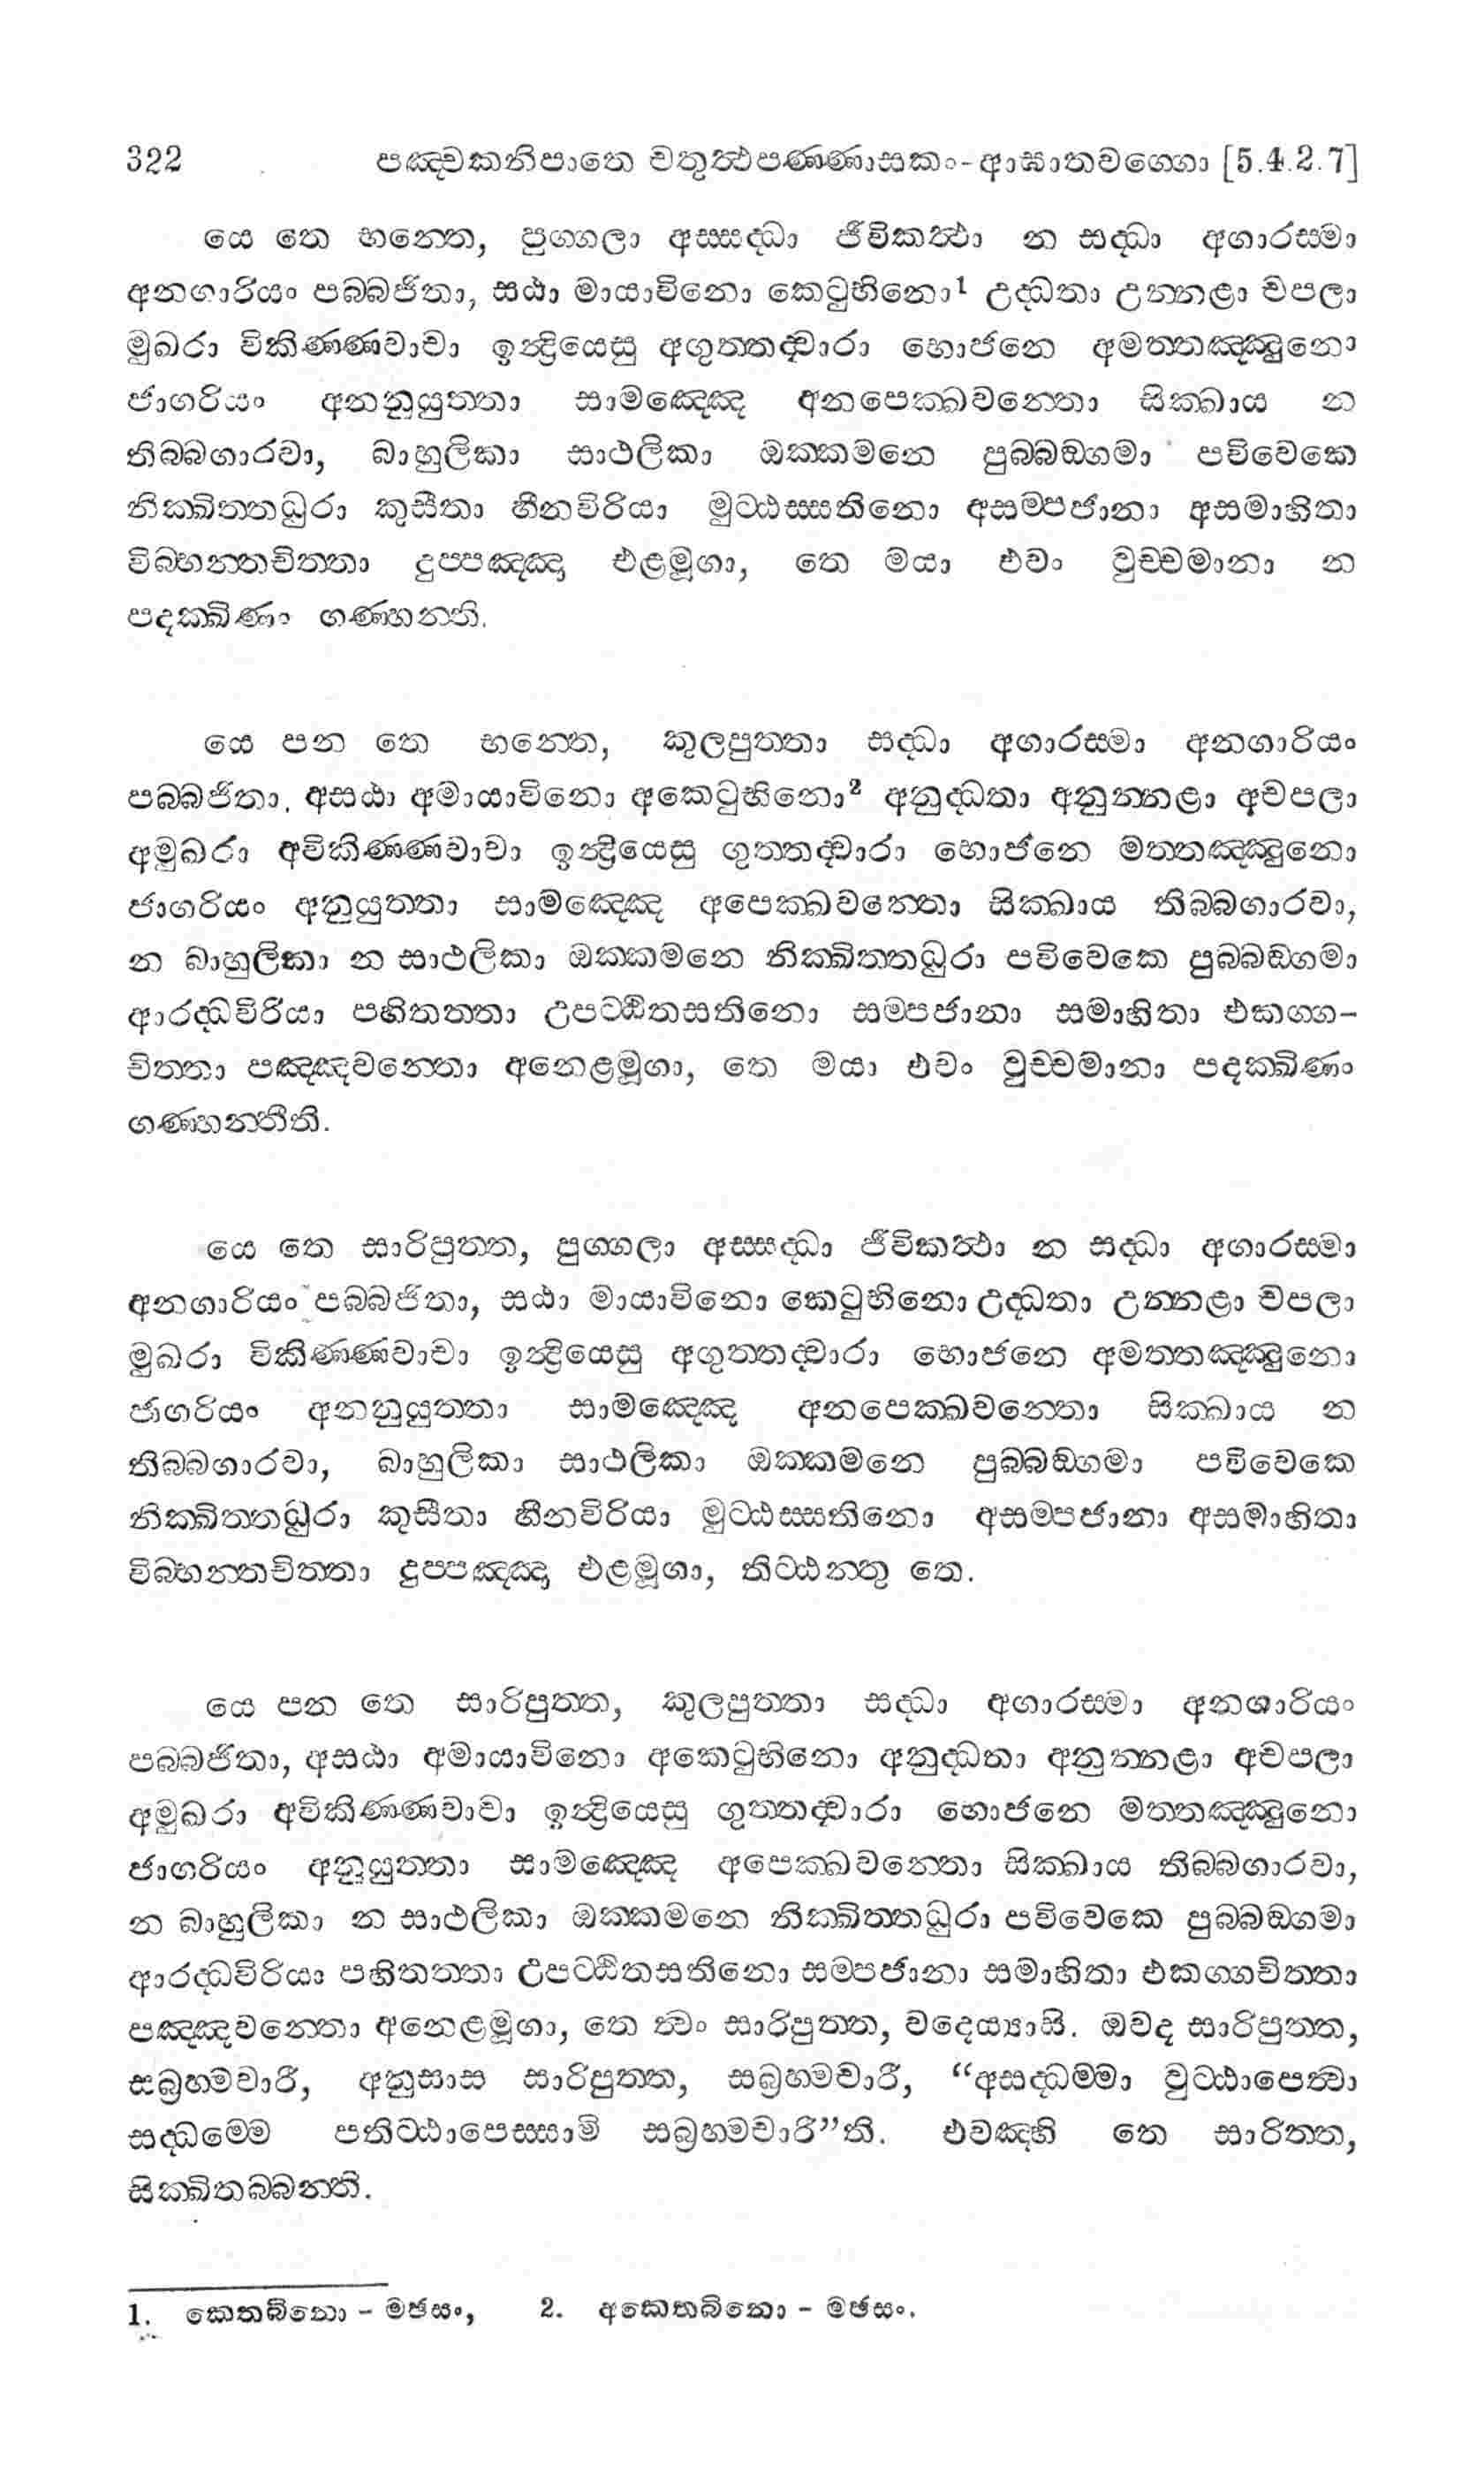 322 පඤ්චකනිපාතෙ චතුත්ථපණ්ණාසකං-ආඝාතවග්ගො [5.4.2.7]
යෙ තෙ භන්තෙ, පුග්ගලා අස්සද්ධා ජීවිකත්ථා න සද්ධා අගාරස්මා
අනගාරියං පබ්බජිතා, සඨා මායාවිනො කෙටුභිනො1 උද්ධතා උන්නළා චපලා
මුඛරා විකිණ්ණවාචා ඉන්ද්‍රියෙසු අගුත්තද්වාරා භොජනෙ අමත්තඤ්ඤුනො
ජාගරියං අනනුයුත්තා සාමඤ්ඤෙ අනපෙක්ඛවන්තො සික්ඛාය න
තිබ්බගාරවා, බාහුලිකා සාථලිකා ඔක්කමනෙ පුබ්බඞ්ගමා පවිවෙකෙ
නික්ඛිත්තධුරා කුසීතා හීනවිරියා මුට්ඨස්සතිනො අසම්පජානා අසමාහිතා
විබ්භන්තචිත්තා දුප්පඤ්ඤා එළමූගා, තෙ මයා එවං වුච්චමානා න
පදක්ඛිණං ගණ්හන්ති.
යෙ පන තෙ භන්තෙ, කුලපුත්තා සද්ධා අගාරස්මා අනගාරියං
පබ්බජිතා, අසඨා අමායාවිනො අකෙටුභිනො2 අනුද්ධතා අනුන්නළා අචපලා
අමුඛරා අවිකිණ්ණවාචා ඉන්ද්‍රියෙසු ගුත්තද්වාරා භොජනෙ මත්තඤ්ඤුනො
ජාගරියං අනුයුත්තා සාමඤ්ඤෙ අපෙක්ඛවන්තො සික්ඛාය තිබ්බගාරවා,
න බාහුලිකා න සාථලිකා ඔක්කමනෙ නික්ඛිත්තධුරා පවිවෙකෙ පුබ්බඞ්ගමා
ආරද්ධවිරියා පහිතත්තා උපට්ඨිතසතිනො සම්පජානා සමාහිතා එකග්ග-
චිත්තා පඤ්ඤවන්තො අනෙළමූගා, තෙ මයා එවං වුච්චමානා පදක්ඛිණං
ගණ්හන්තීති.
යෙ තෙ සාරිපුත්ත, පුග්ගලා අස්සද්ධා ජීවිකත්ථා න සද්ධා අගාරස්මා
අනගාරියං පබ්බජිතා, සඨා මායාවිනො කෙටුභිනො උද්ධතා උන්නළා චපලා
මුඛරා විකිණ්ණවාචා ඉන්ද්‍රියෙසු අගුත්තද්වාරා භොජනෙ අමත්තඤ්ඤුනො
ජාගරියං අනනුයුත්තා සාමඤ්ඤෙ අනපෙක්ඛවන්තො සික්ඛාය න
තිබ්බගාරවා, බාහුලිකා සාථලිකා ඔක්කමනෙ පුබ්බඞ්ගමා පවිවෙකෙ
නික්ඛිත්තධුරා කුසීතා හීනවිරියා මුට්ඨස්සතිනො අසම්පජානා අසමාහිතා
විබ්භන්තචිත්තා දුප්පඤ්ඤා එළමූගා, තිට්ඨන්තු තෙ.
යෙ පන තෙ සාරිපුත්ත, කුලපුත්තා සද්ධා අගාරස්මා අනගාරියං
පබ්බජිතා, අසඨා අමායාවිනො අකෙටුභිනො අනුද්ධතා අනුන්නළා අචපලා
අමුඛරා අවිකිණ්ණවාචා ඉන්ද්‍රියෙසු ගුත්තද්වාරා භොජනෙ මත්තඤ්ඤුනො
ජාගරියං අනුයුත්තා සාමඤ්ඤෙ අපෙක්ඛවන්තො සික්ඛාය තිබ්බගාරවා,
න බාහුලිකා න සාථලිකා ඔක්කමනෙ නික්ඛිත්තධුරා පවිවෙකෙ පුබ්බඞ්ගමා
ආරද්ධවිරියා පහිතත්තා උපට්ඨිතසතිනො සම්පජානා සමාහිතා එකග්ගචිත්තා
පඤ්ඤවන්තො අනෙළමූගා, තෙ ත්වං සාරිපුත්ත, වදෙය්‍යාසි. ඔවද සාරිපුත්ත,
සබ්‍රහ්මචාරී, අනුසාස සාරිපුත්ත, සබ්‍රහ්මචාරී, “අසද්ධම්මා වුට්ඨාපෙත්වා
සද්ධම්මෙ පතිට්ඨාපෙස්සාමි සබ්‍රහ්මචාරී”ති. එවඤ්හි තෙ සාරිත්ත,
සික්ඛිතබ්බන්ති.
1. කෙතබිනො - මඡසං, 2. අකෙතබිනො - මඡසං.